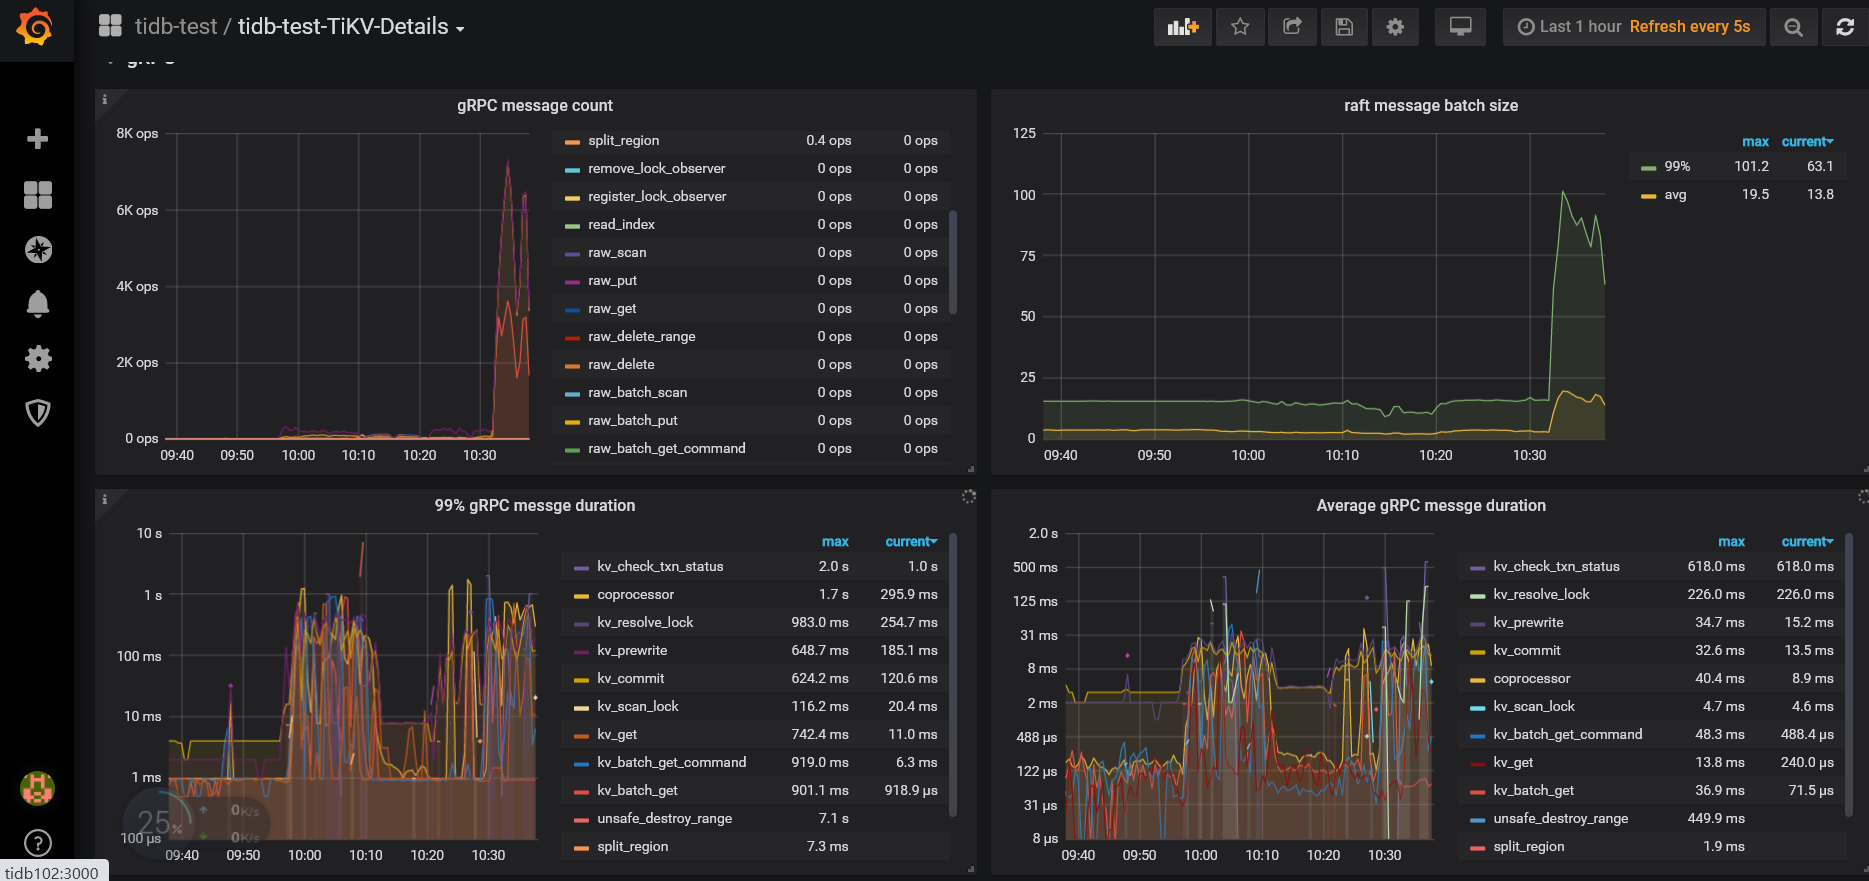 tidb-test / tidb-test-TiKV-Details
Last 1 hour Refresh every 5s
gRPC message count
8K ops
6K ops
4K ops
2K ops
0 ops
09:40 09:50 10:00 10:10 10:20 10:30
split_region 0.4 ops 0 ops
remove_lock_observer 0 ops 0 ops
register_lock_observer 0 ops 0 ops
read_index 0 ops 0 ops
raw_scan 0 ops 0 ops
raw_put 0 ops 0 ops
raw_get 0 ops 0 ops
raw_delete_range 0 ops 0 ops
raw_delete 0 ops 0 ops
raw_batch_scan 0 ops 0 ops
raw_batch_put 0 ops 0 ops
raw_batch_get_command 0 ops 0 ops
raft message batch size
125
100
75
50
25
0
09:40 09:50 10:00 10:10 10:20 10:30
max current
99% 101.2 63.1
avg 19.5 13.8
99% gRPC messge duration
10 s
1 s
100 ms
10 ms
1 ms
100 µs
09:40 09:50 10:00 10:10 10:20 10:30
max current
kv_check_txn_status 2.0 s 1.0 s
coprocessor 1.7 s 295.9 ms
kv_resolve_lock 983.0 ms 254.7 ms
kv_prewrite 648.7 ms 185.1 ms
kv_commit 624.2 ms 120.6 ms
kv_scan_lock 116.2 ms 20.4 ms
kv_get 742.4 ms 11.0 ms
kv_batch_get_command 919.0 ms 6.3 ms
kv_batch_get 901.1 ms 918.9 µs
unsafe_destroy_range 7.1 s
split_region 7.3 ms
25%
0K/s
0K/s
Average gRPC messge duration
2.0 s
500 ms
125 ms
31 ms
8 ms
2 ms
488 µs
122 µs
31 µs
8 µs
09:40 09:50 10:00 10:10 10:20 10:30
max current
kv_check_txn_status 618.0 ms 618.0 ms
kv_resolve_lock 226.0 ms 226.0 ms
kv_prewrite 34.7 ms 15.2 ms
kv_commit 32.6 ms 13.5 ms
coprocessor 40.4 ms 8.9 ms
kv_scan_lock 4.7 ms 4.6 ms
kv_batch_get_command 48.3 ms 488.4 µs
kv_get 13.8 ms 240.0 µs
kv_batch_get 36.9 ms 71.5 µs
unsafe_destroy_range 449.9 ms
split_region 1.9 ms
tidb102:3000